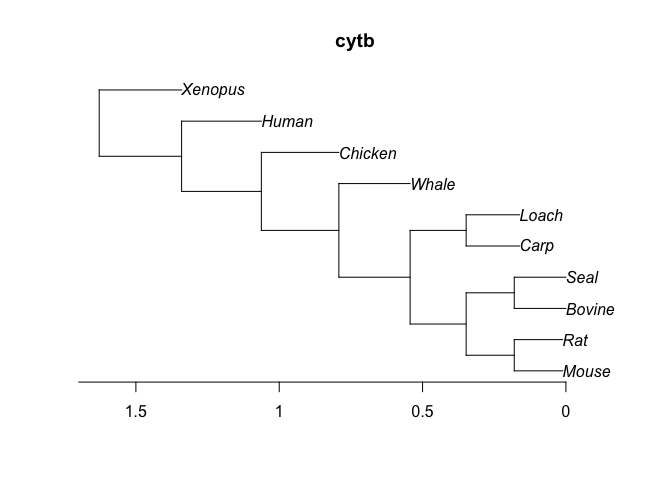 cytb
Xenopus
Human
Chicken
Whale
Loach
Carp
Seal
Bovine
Rat
Mouse
1.5 1 0.5 0